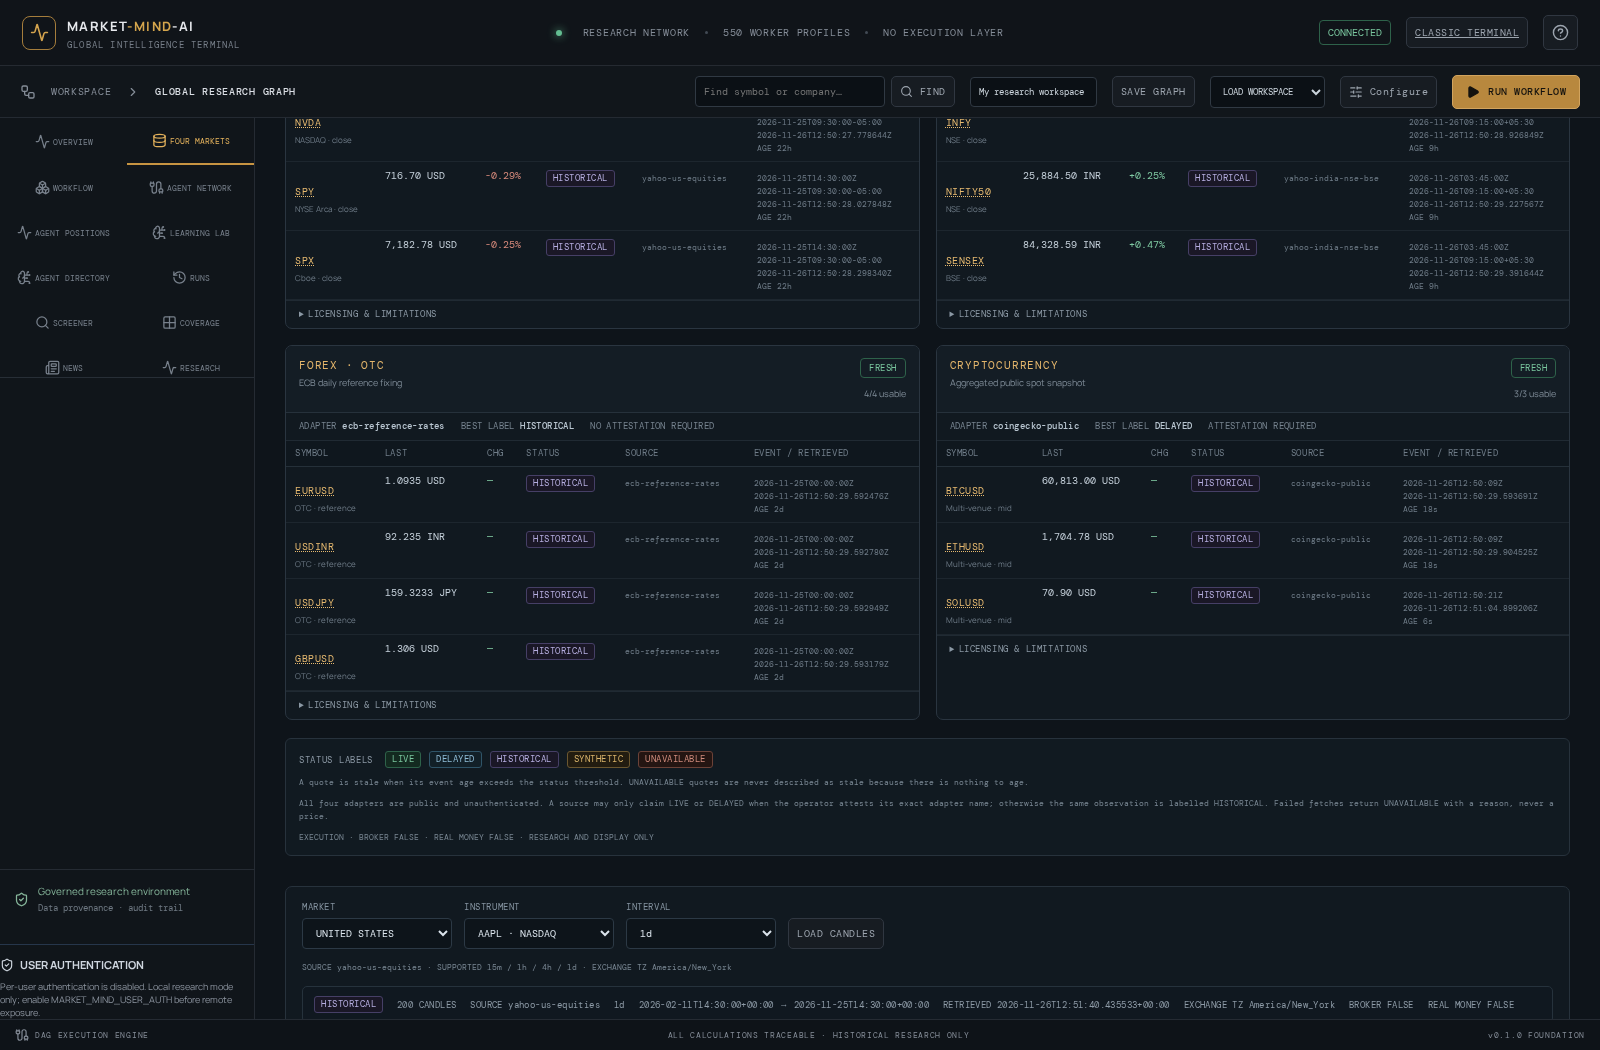 MARKET-MIND-AI
GLOBAL INTELLIGENCE TERMINAL
RESEARCH NETWORK • 550 WORKER PROFILES • NO EXECUTION LAYER
CONNECTED
CLASSIC TERMINAL
WORKSPACE > GLOBAL RESEARCH GRAPH
Find symbol or company…
FIND
My research workspace
SAVE GRAPH
LOAD WORKSPACE
Configure
RUN WORKFLOW
OVERVIEW
FOUR MARKETS
WORKFLOW
AGENT NETWORK
AGENT POSITIONS
LEARNING LAB
AGENT DIRECTORY
RUNS
SCREENER
COVERAGE
NEWS
RESEARCH
Governed research environment
Data provenance · audit trail
USER AUTHENTICATION
Per-user authentication is disabled. Local research mode
only; enable MARKET_MIND_USER_AUTH before remote
exposure.
NVDA
NASDAQ · close
2026-11-25T14:30:00Z
2026-11-25T09:30:00-05:00
2026-11-26T12:50:27.778644Z
AGE 22h
SPY
NYSE Arca · close
716.70 USD -0.29% HISTORICAL yahoo-us-equities
2026-11-25T14:30:00Z
2026-11-25T09:30:00-05:00
2026-11-26T12:50:28.027848Z
AGE 22h
SPX
Cboe · close
7,182.78 USD -0.25% HISTORICAL yahoo-us-equities
2026-11-25T14:30:00Z
2026-11-25T09:30:00-05:00
2026-11-26T12:50:28.298340Z
AGE 22h
▸ LICENSING & LIMITATIONS
INFY
NSE · close
2026-11-26T09:15:00+05:30
2026-11-26T12:50:28.926849Z
AGE 9h
NIFTY50
NSE · close
25,884.50 INR +0.25% HISTORICAL yahoo-india-nse-bse
2026-11-26T03:45:00Z
2026-11-26T09:15:00+05:30
2026-11-26T12:50:29.227567Z
AGE 9h
SENSEX
BSE · close
84,328.59 INR +0.47% HISTORICAL yahoo-india-nse-bse
2026-11-26T03:45:00Z
2026-11-26T09:15:00+05:30
2026-11-26T12:50:29.391644Z
AGE 9h
▸ LICENSING & LIMITATIONS
FOREX · OTC
ECB daily reference fixing
FRESH
4/4 usable
ADAPTER ecb-reference-rates BEST LABEL HISTORICAL NO ATTESTATION REQUIRED
SYMBOL LAST CHG STATUS SOURCE EVENT / RETRIEVED
EURUSD
OTC · reference
1.0935 USD — HISTORICAL ecb-reference-rates
2026-11-25T00:00:00Z
2026-11-26T12:50:29.592476Z
AGE 2d
USDINR
OTC · reference
92.235 INR — HISTORICAL ecb-reference-rates
2026-11-25T00:00:00Z
2026-11-26T12:50:29.592780Z
AGE 2d
USDJPY
OTC · reference
159.3233 JPY — HISTORICAL ecb-reference-rates
2026-11-25T00:00:00Z
2026-11-26T12:50:29.592949Z
AGE 2d
GBPUSD
OTC · reference
1.306 USD — HISTORICAL ecb-reference-rates
2026-11-25T00:00:00Z
2026-11-26T12:50:29.593179Z
AGE 2d
▸ LICENSING & LIMITATIONS
CRYPTOCURRENCY
Aggregated public spot snapshot
FRESH
3/3 usable
ADAPTER coingecko-public BEST LABEL DELAYED ATTESTATION REQUIRED
SYMBOL LAST CHG STATUS SOURCE EVENT / RETRIEVED
BTCUSD
Multi-venue · mid
60,813.00 USD — HISTORICAL coingecko-public
2026-11-26T12:50:09Z
2026-11-26T12:50:29.593691Z
AGE 18s
ETHUSD
Multi-venue · mid
1,704.78 USD — HISTORICAL coingecko-public
2026-11-26T12:50:09Z
2026-11-26T12:50:29.904525Z
AGE 18s
SOLUSD
Multi-venue · mid
70.90 USD — HISTORICAL coingecko-public
2026-11-26T12:50:21Z
2026-11-26T12:51:04.899206Z
AGE 6s
▸ LICENSING & LIMITATIONS
STATUS LABELS LIVE DELAYED HISTORICAL SYNTHETIC UNAVAILABLE
A quote is stale when its event age exceeds the status threshold. UNAVAILABLE quotes are never described as stale because there is nothing to age.
All four adapters are public and unauthenticated. A source may only claim LIVE or DELAYED when the operator attests its exact adapter name; otherwise the same observation is labelled HISTORICAL. Failed fetches return UNAVAILABLE with a reason, never a
price.
EXECUTION · BROKER FALSE · REAL MONEY FALSE · RESEARCH AND DISPLAY ONLY
MARKET INSTRUMENT INTERVAL
UNITED STATES AAPL · NASDAQ 1d LOAD CANDLES
SOURCE yahoo-us-equities · SUPPORTED 15m / 1h / 4h / 1d · EXCHANGE TZ America/New_York
HISTORICAL 200 CANDLES SOURCE yahoo-us-equities 1d 2026-02-11T14:30:00+00:00 → 2026-11-25T14:30:00+00:00 RETRIEVED 2026-11-26T12:51:40.435533+00:00 EXCHANGE TZ America/New_York BROKER FALSE REAL MONEY FALSE
DAG EXECUTION ENGINE
ALL CALCULATIONS TRACEABLE · HISTORICAL RESEARCH ONLY
v0.1.0 FOUNDATION